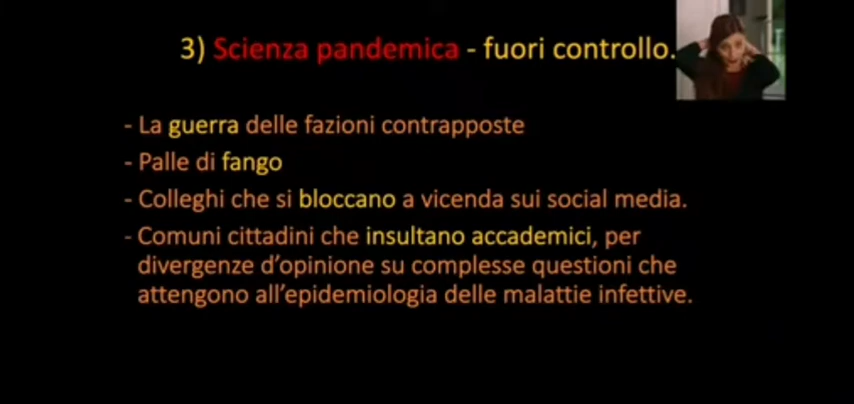 3) Scienza pandemica - fuori controllo.
- La guerra delle fazioni contrapposte
- Palle di fango
- Colleghi che si bloccano a vicenda sui social media.
- Comuni cittadini che insultano accademici, per
divergenze d'opinione su complesse questioni che
attengono all'epidemiologia delle malattie infettive.